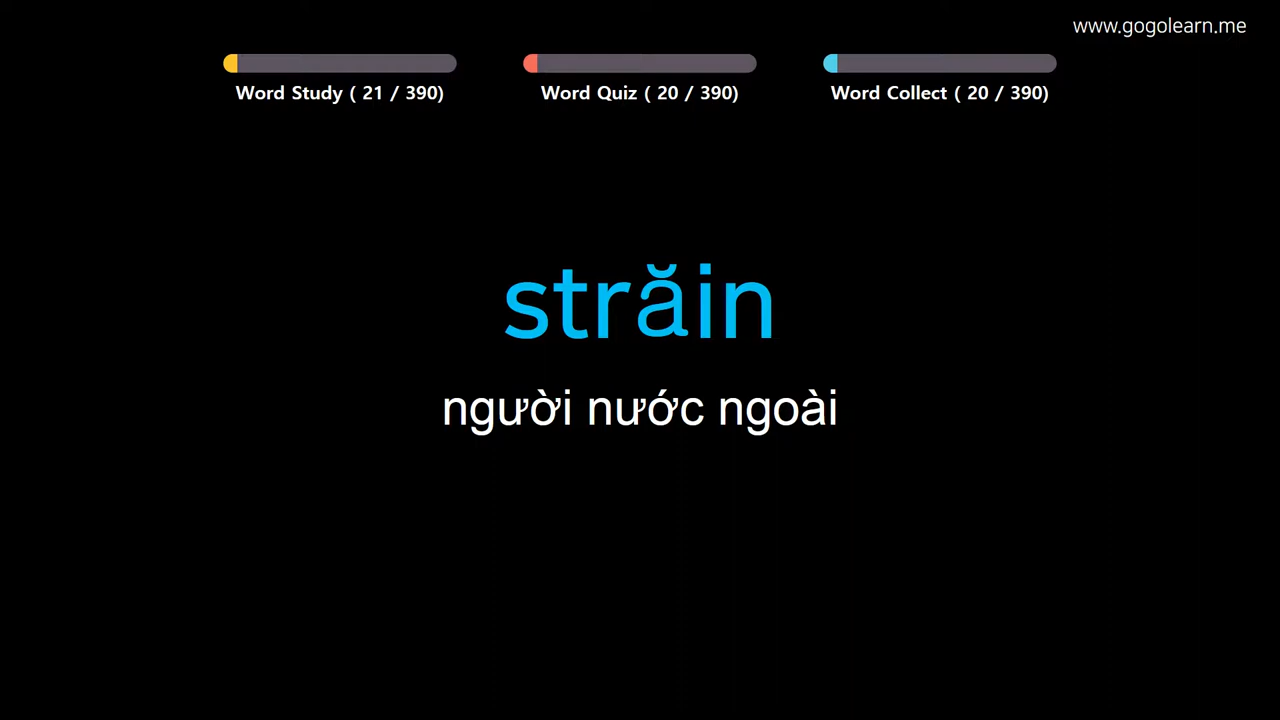 www.gogolearn.me
Word Study ( 21 / 390)
Word Quiz ( 20 / 390)
Word Collect ( 20 / 390)
străin
người nước ngoài